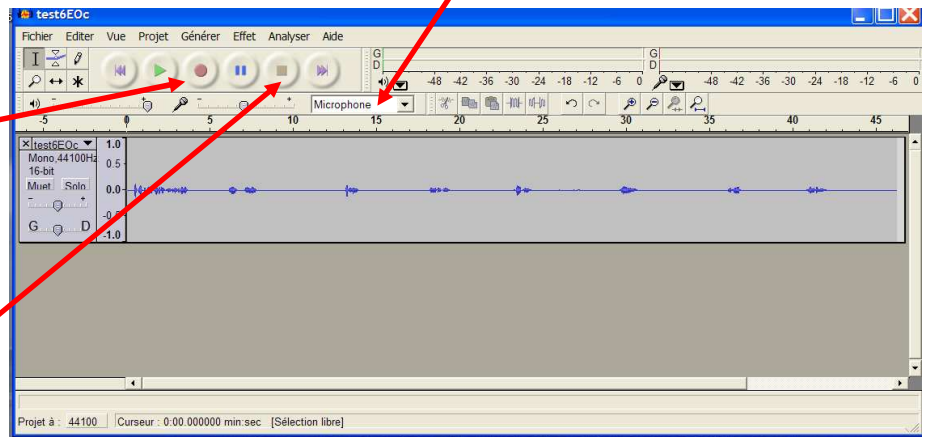 test6EOc
Fichier Editer Vue Projet Générer Effet Analyser Aide
G G
D D
-48 -42 -36 -30 -24 -18 -12 -6 0 -48 -42 -36 -30 -24 -18 -12 -6 0
- + - + Microphone
-5 0 5 10 15 20 25 30 35 40 45
test6EOc 1.0
Mono,44100Hz
16-bit 0.5
Muet Solo 0.0
- +
G D -1.0
Projet à : 44100 Curseur : 0:00.000000 min:sec [Sélection libre]